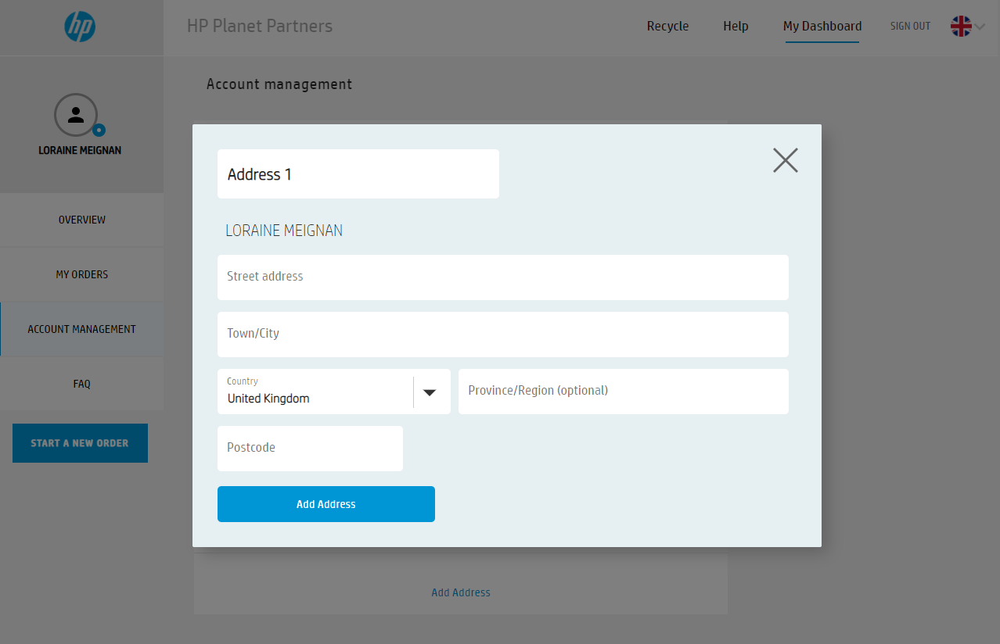 hp
HP Planet Partners
Recycle
Help
My Dashboard
SIGN OUT
Account management
LORAINE MEIGNAN
OVERVIEW
MY ORDERS
ACCOUNT MANAGEMENT
FAQ
START A NEW ORDER
Address 1
LORAINE MEIGNAN
Street address
Town/City
Country
United Kingdom
Province/Region (optional)
Postcode
Add Address
Add Address